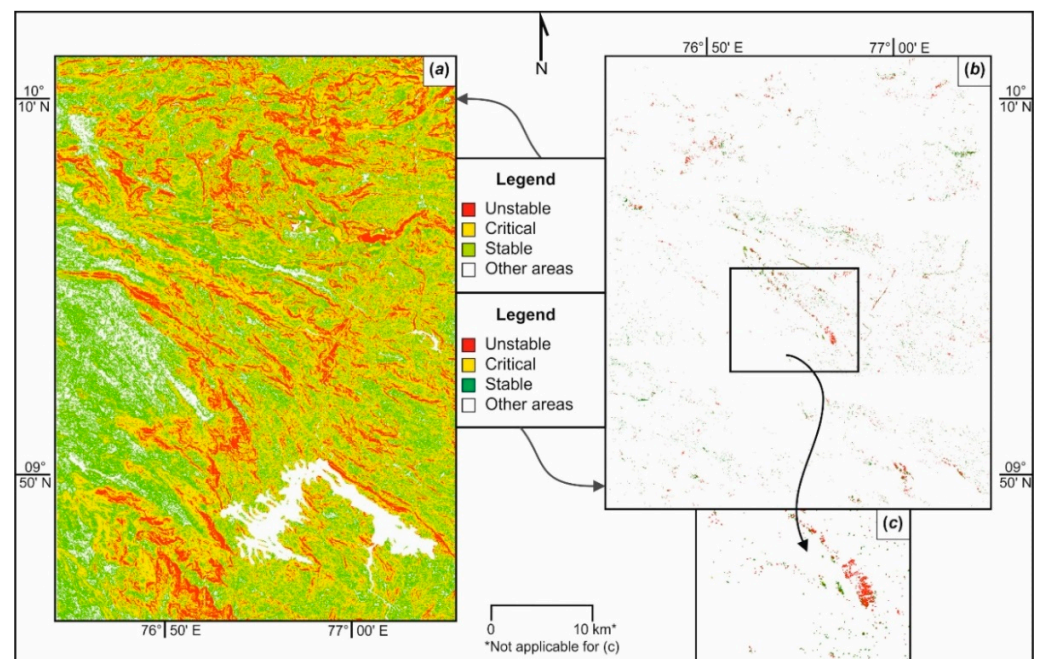 76° 50' E 77° 00' E
(a)
N
(b)
10°
10' N
10°
10' N
Legend
Unstable
Critical
Stable
Other areas
Legend
Unstable
Critical
Stable
Other areas
09°
50' N
09°
50' N
(c)
76° 50' E 77° 00' E
0 10 km*
*Not applicable for (c)